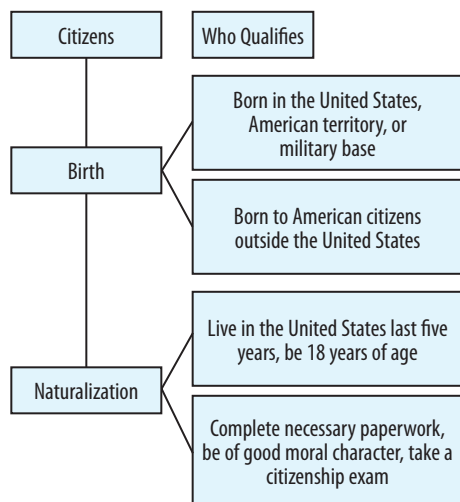 Citizens
Who Qualifies
Birth
Born in the United States,
American territory, or
military base
Born to American citizens
outside the United States
Naturalization
Live in the United States last five
years, be 18 years of age
Complete necessary paperwork,
be of good moral character, take a
citizenship exam